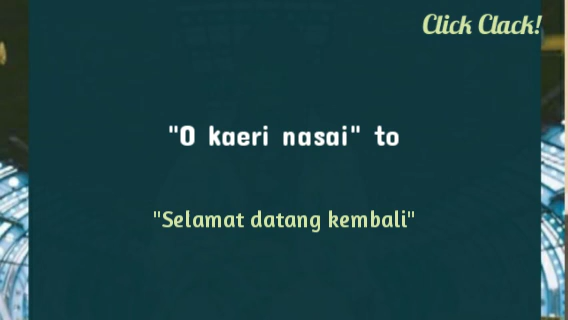 Click Clack!
"O kaeri nasai" to
"Selamat datang kembali"